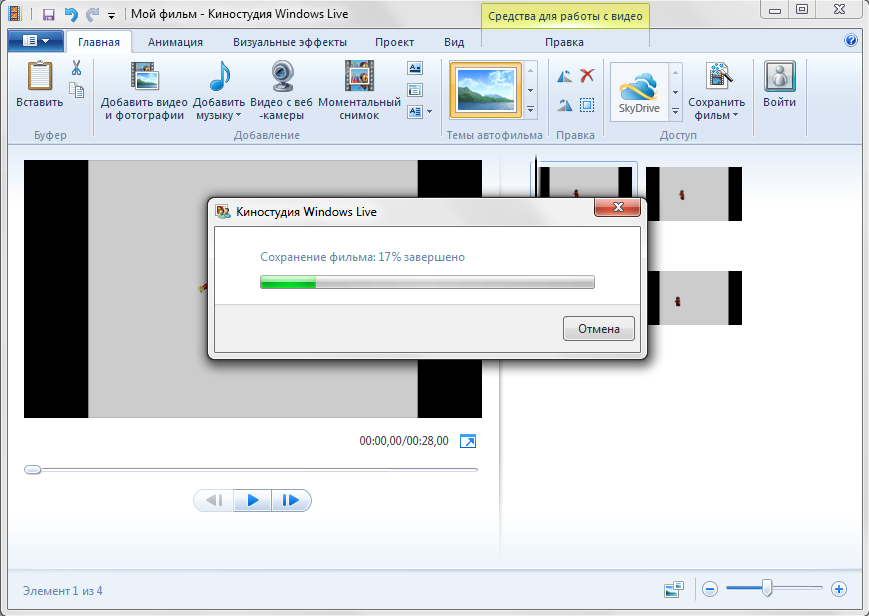 Мой фильм - Киностудия Windows Live
Средства для работы с видео
Главная
Анимация
Визуальные эффекты
Проект
Вид
Правка
Вставить
Добавить видео
и фотографии
Добавить
музыку
Видео с веб
-камеры
Моментальный
снимок
SkyDrive
Сохранить
фильм
Войти
Буфер
Добавление
Темы автофильма
Правка
Доступ
Киностудия Windows Live
Сохранение фильма: 17% завершено
Отмена
00:00,00/00:28,00
Элемент 1 из 4